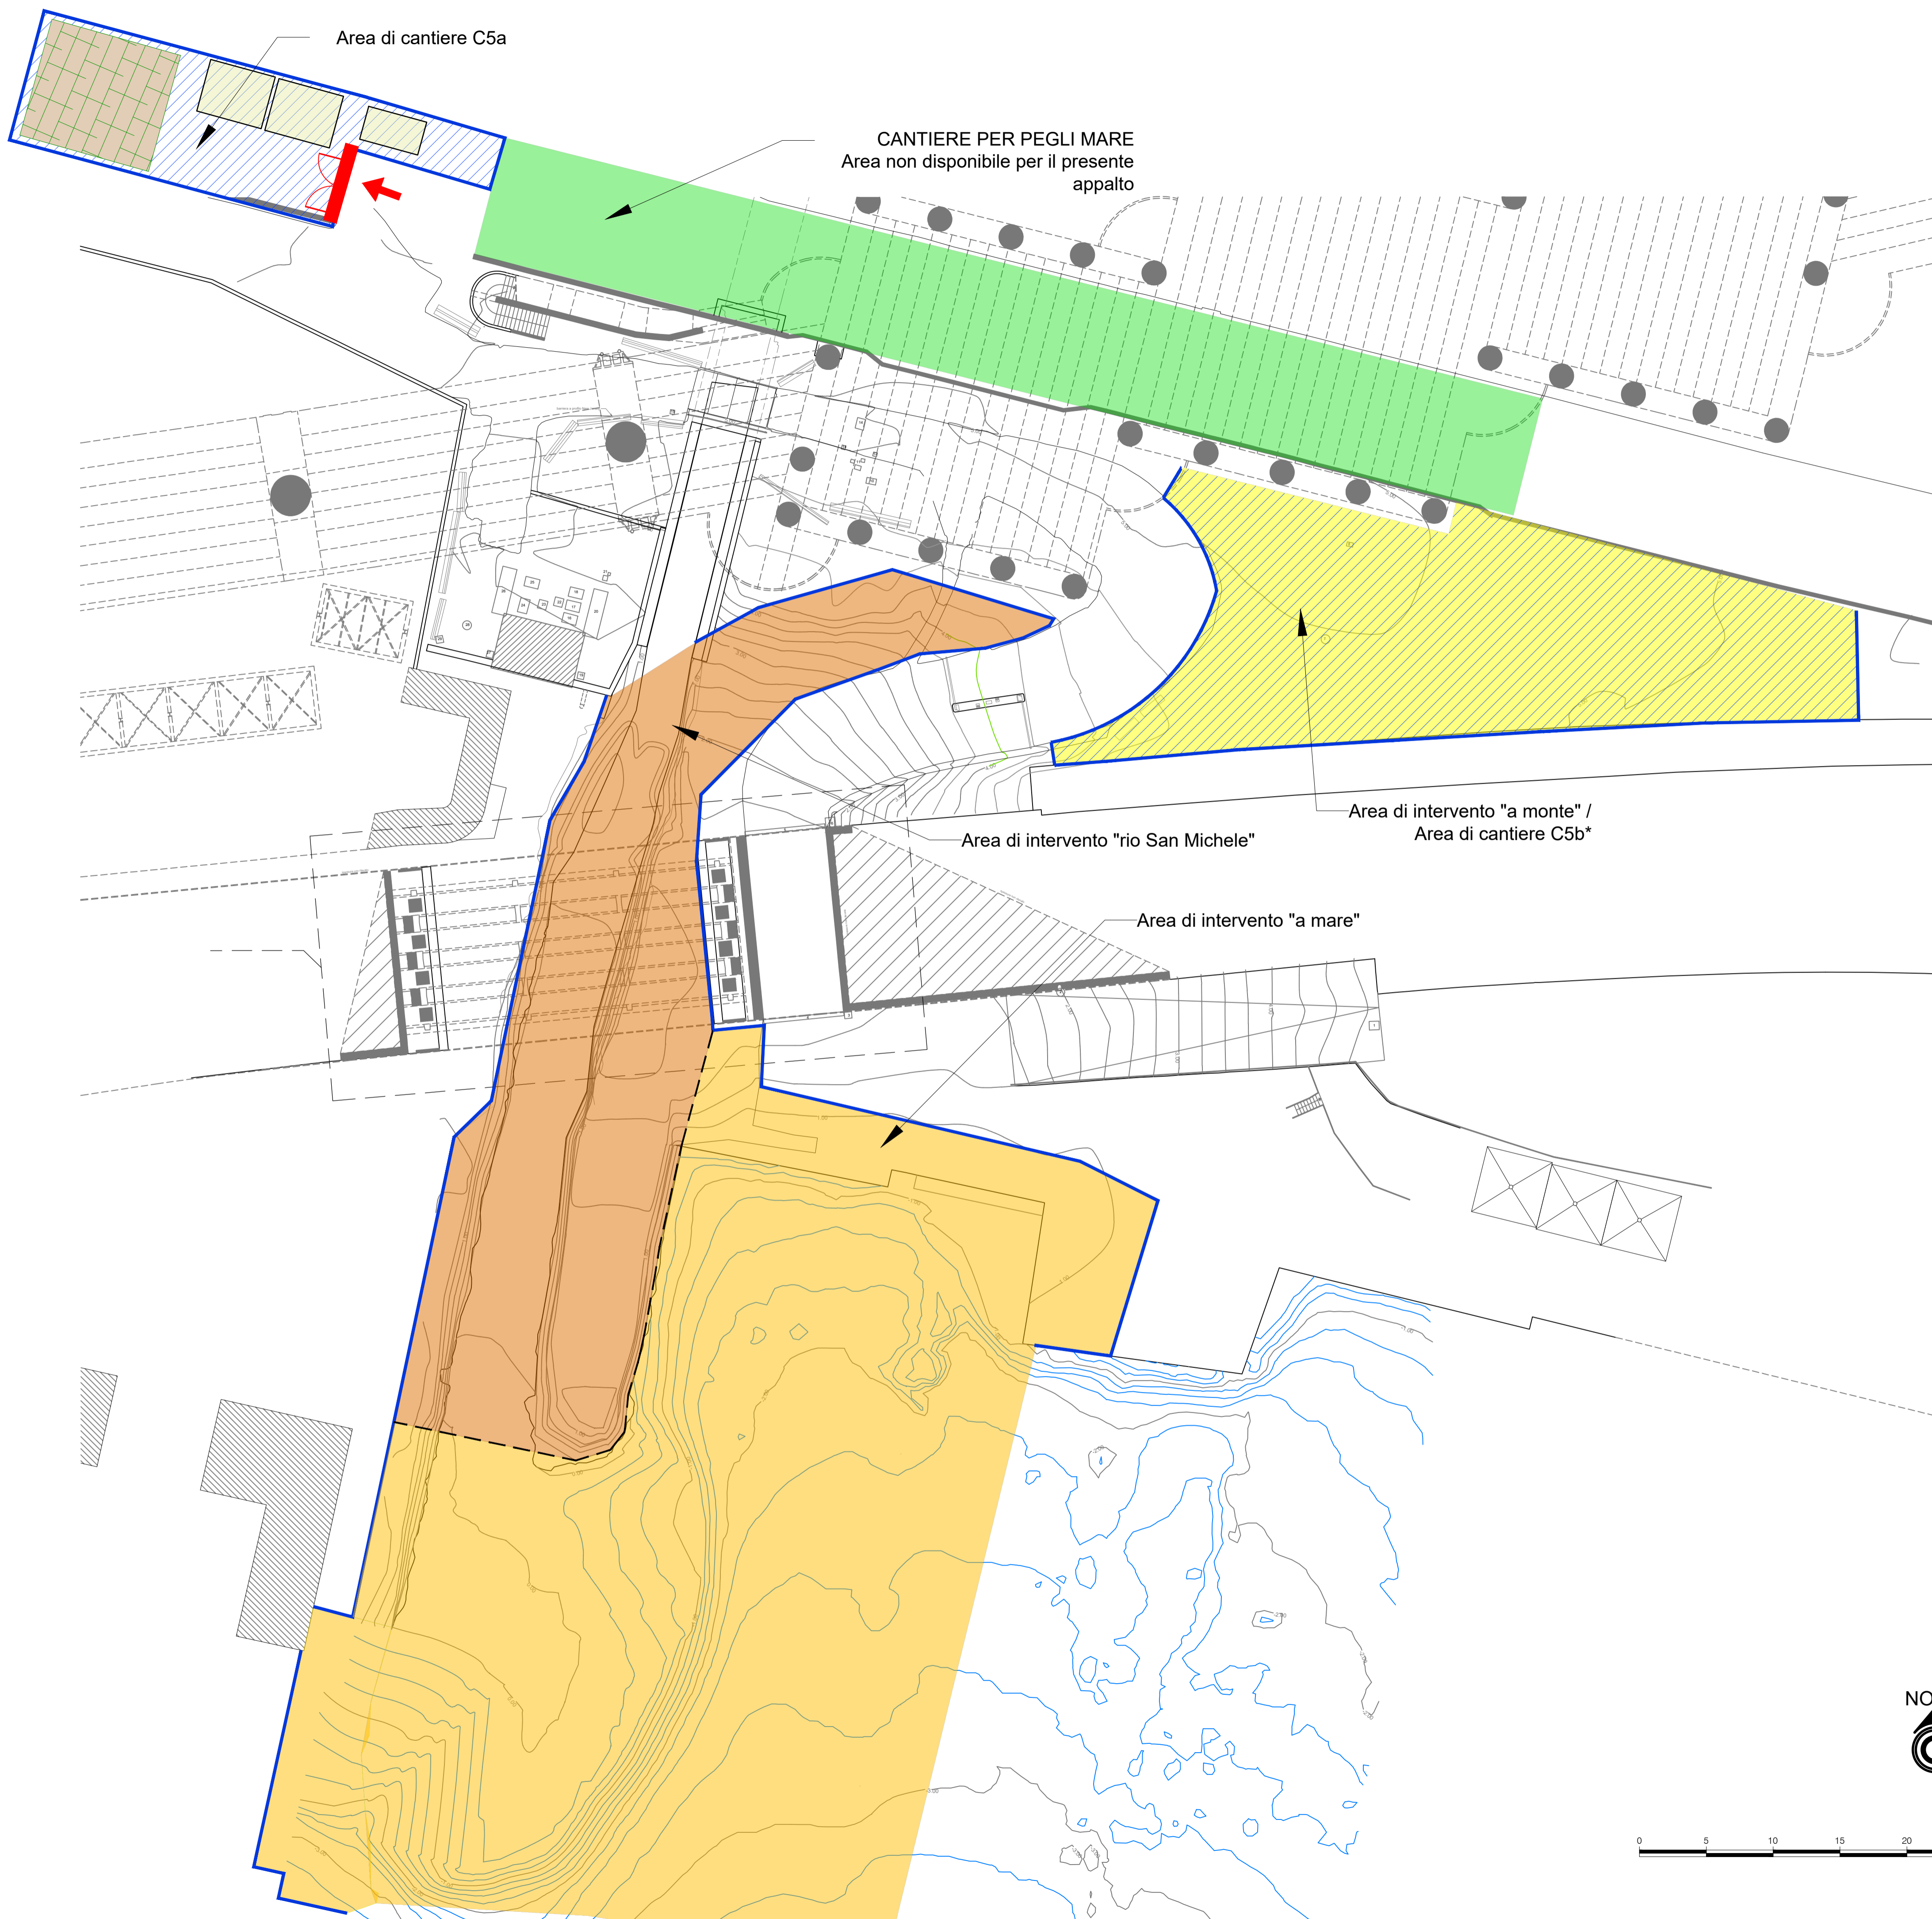 Area di cantiere C5a
CANTIERE PER PEGLI MARE
Area non disponibile per il presente
appalto
Area di intervento "a monte" /
Area di cantiere C5b*
Area di intervento "rio San Michele"
Area di intervento "a mare"
NO
0 5 10 15 20